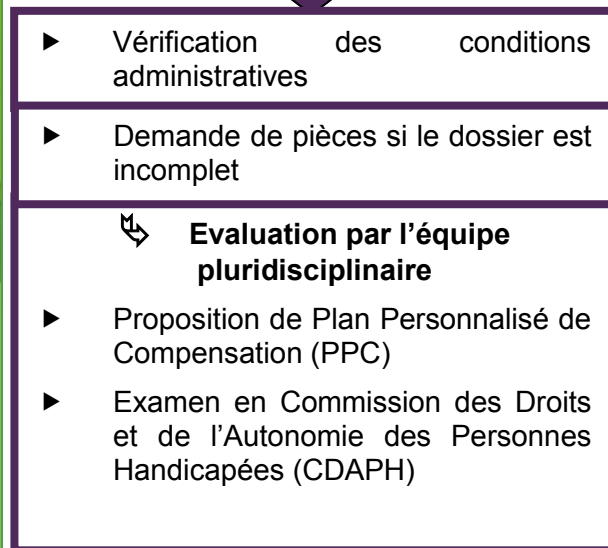 ► Vérification des conditions
administratives
► Demande de pièces si le dossier est
incomplet
Evaluation par l’équipe
pluridisciplinaire
► Proposition de Plan Personnalisé de
Compensation (PPC)
► Examen en Commission des Droits
et de l’Autonomie des Personnes
Handicapées (CDAPH)